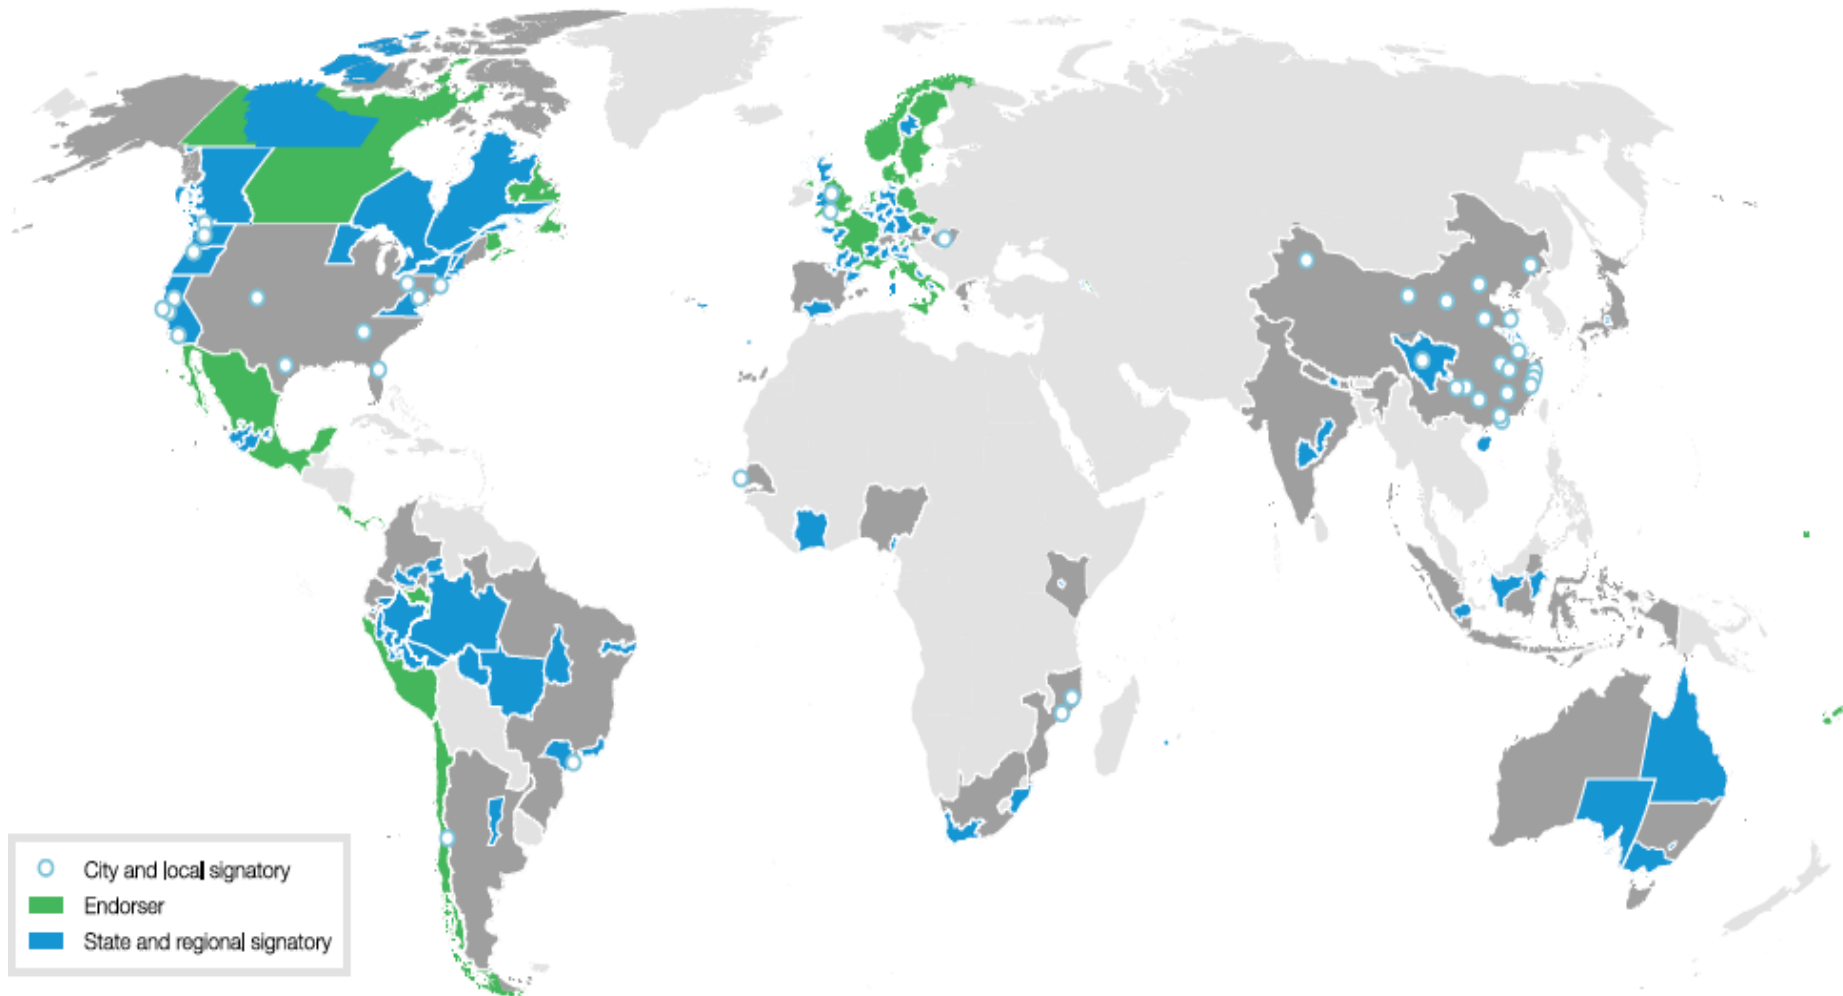 City and local signatory
Endorser
State and regional signatory